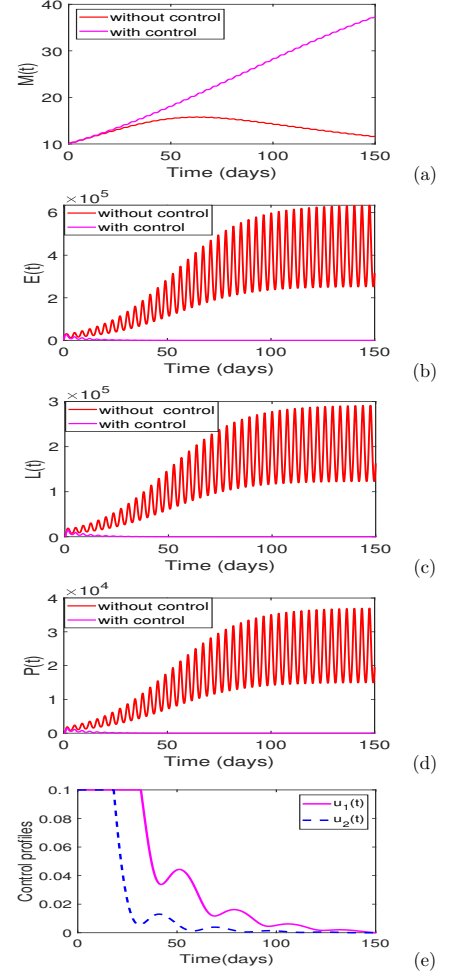 40
30
20
10
M(t)
without control
with control
0 50 100 150
Time (days)
(a)
×10^5
6
4
2
0
E(t)
without control
with control
0 50 100 150
Time (days)
(b)
×10^5
3
2
1
0
L(t)
without control
with control
0 50 100 150
Time (days)
(c)
×10^4
4
3
2
1
0
P(t)
without control
with control
0 50 100 150
Time (days)
(d)
0.1
0.08
0.06
0.04
0.02
0
Control profiles
u_1(t)
u_2(t)
0 50 100 150
Time(days)
(e)